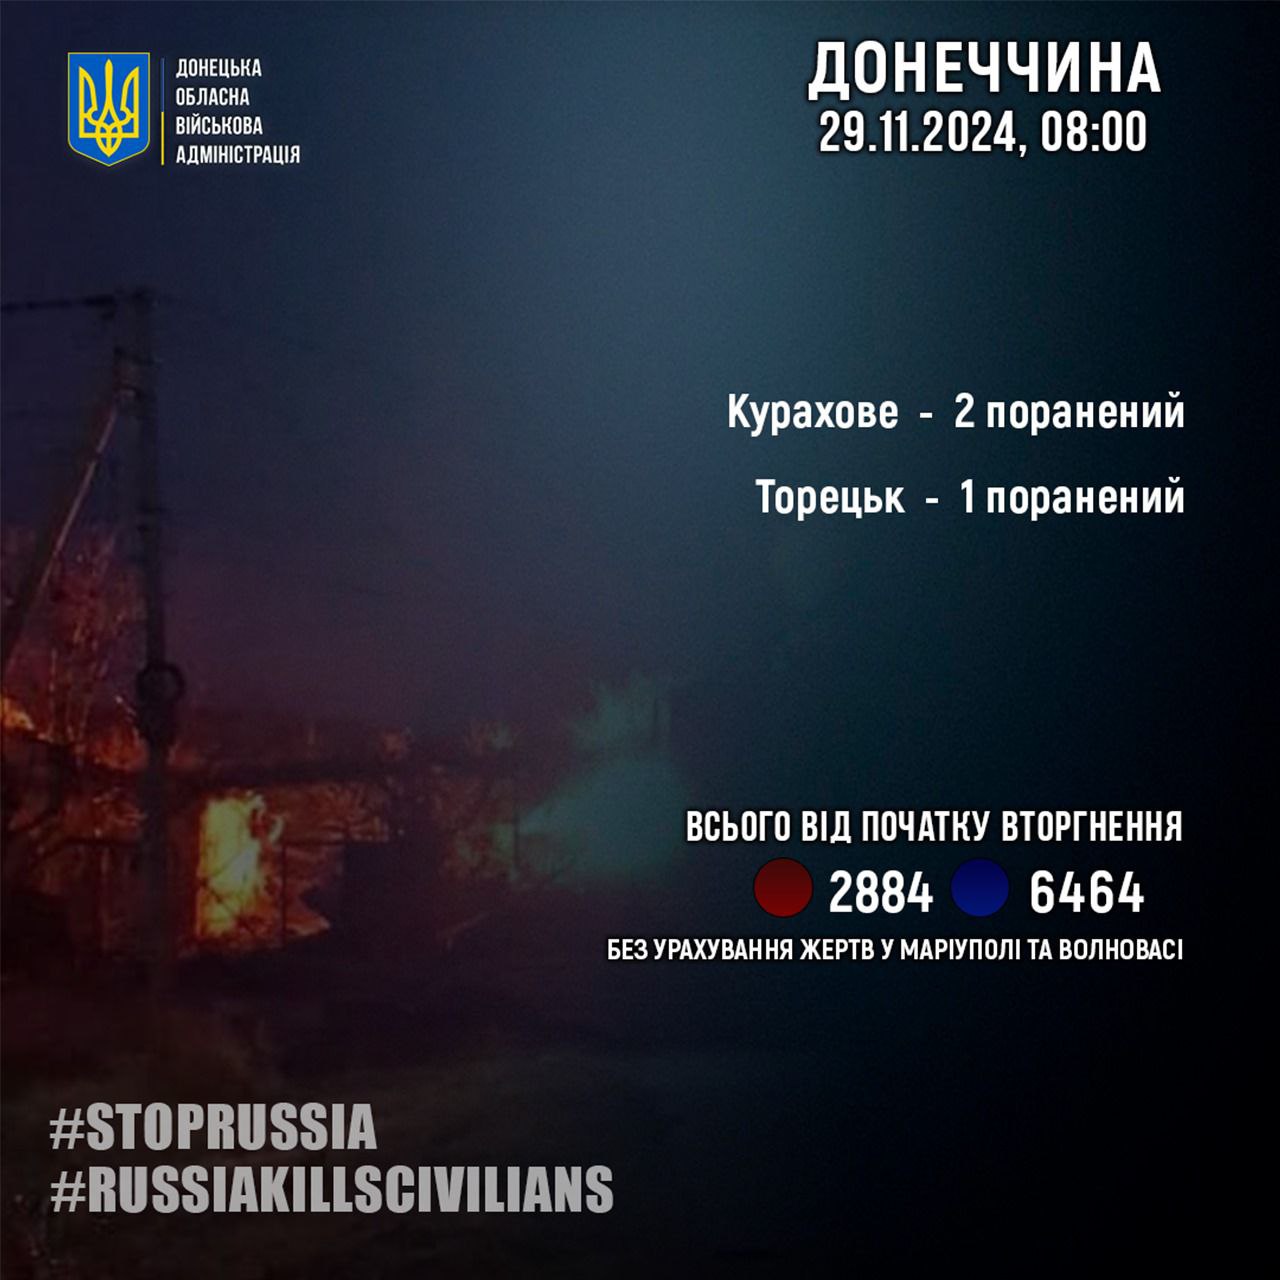 ДОНЕЦЬКА
ОБЛАСНА
ВІЙСЬКОВА
АДМІНІСТРАЦІЯ
ДОНЕЧЧИНА
29.11.2024, 08:00
Курахове - 2 поранений
Торецьк - 1 поранений
ВСЬОГО ВІД ПОЧАТКУ ВТОРГНЕННЯ
2884 6464
БЕЗ УРАХУВАННЯ ЖЕРТВ У МАРІУПОЛІ ТА ВОЛНОВАСІ
#STOPRUSSIA
#RUSSIAKILLSCIVILIANS